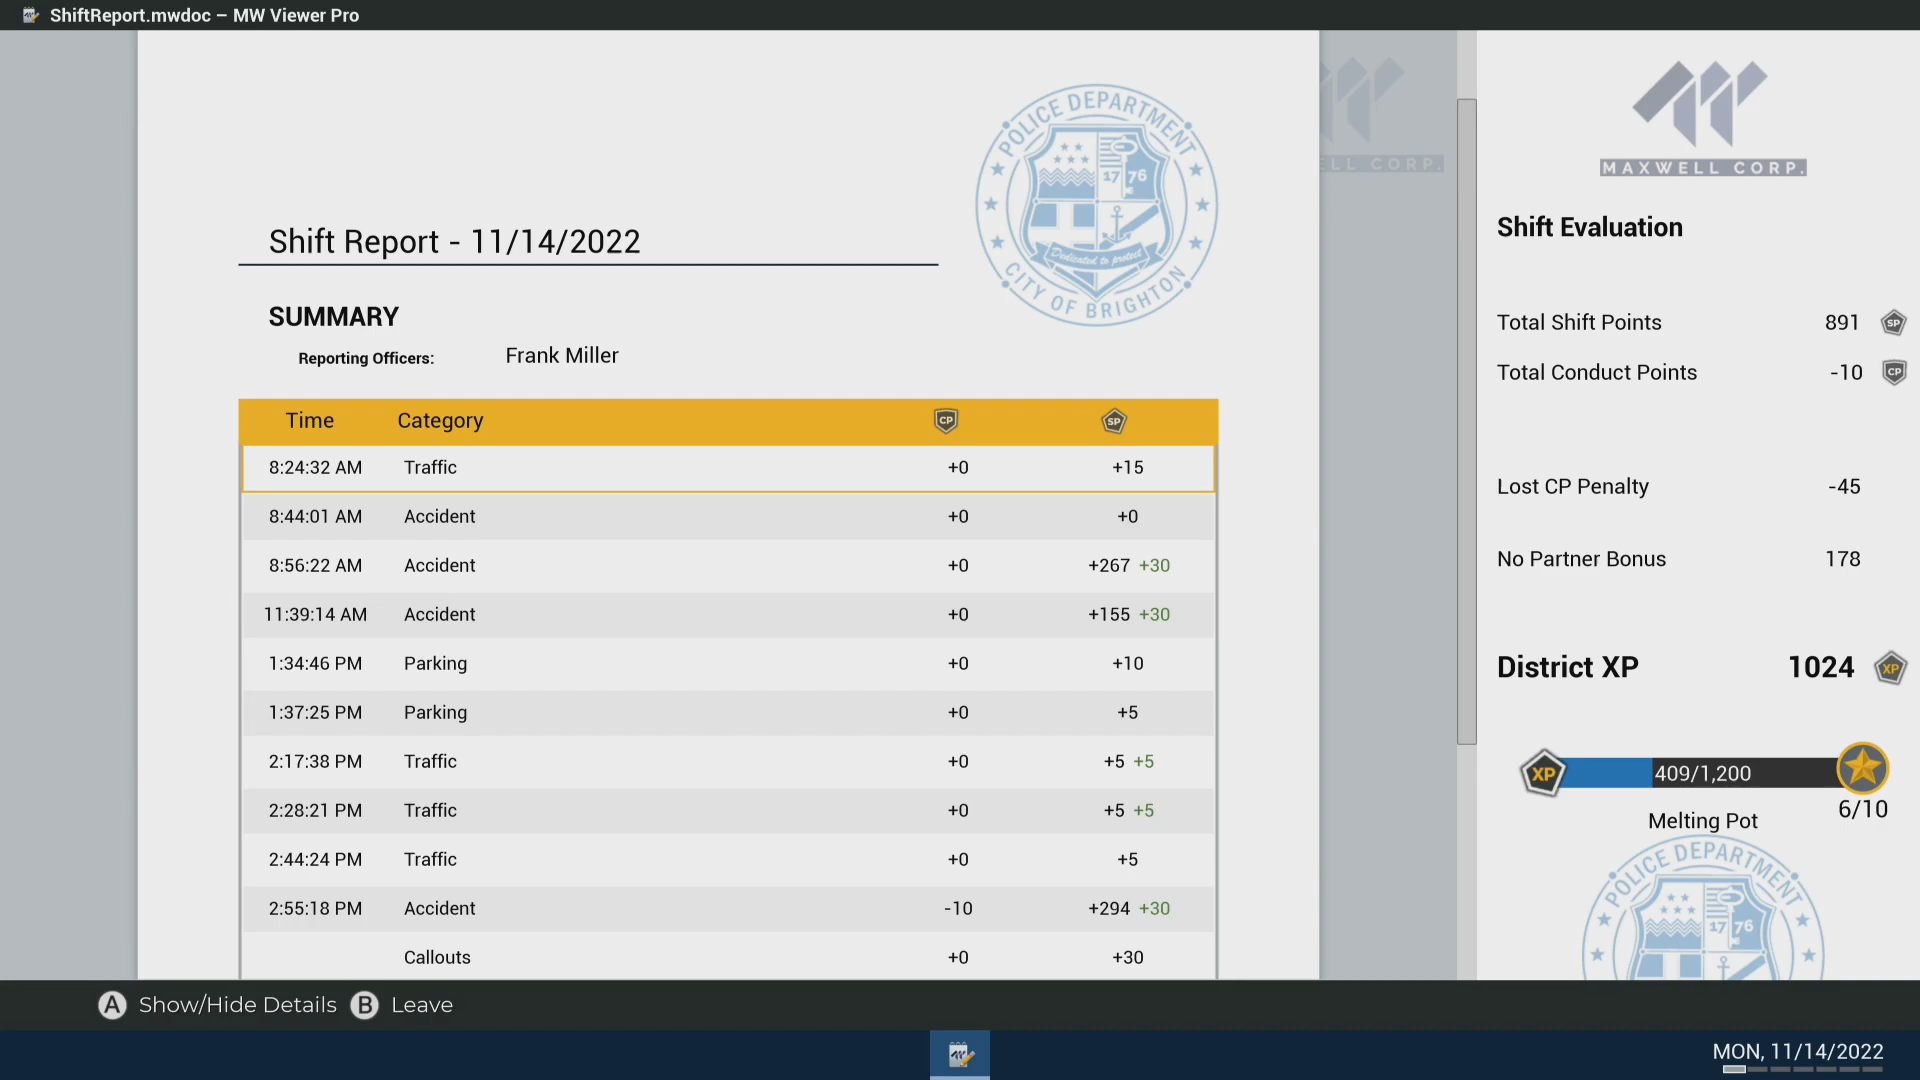 ShiftReport.mwdoc – MW Viewer Pro
POLICE DEPARTMENT
17 76
Dedicated to protect
CITY OF BRIGHTON
ELL CORP.
MAXWELL CORP.
Shift Report - 11/14/2022
SUMMARY
Reporting Officers: Frank Miller
Time Category CP SP
8:24:32 AM Traffic +0 +15
8:44:01 AM Accident +0 +0
8:56:22 AM Accident +0 +267 +30
11:39:14 AM Accident +0 +155 +30
1:34:46 PM Parking +0 +10
1:37:25 PM Parking +0 +5
2:17:38 PM Traffic +0 +5 +5
2:28:21 PM Traffic +0 +5 +5
2:44:24 PM Traffic +0 +5
2:55:18 PM Accident -10 +294 +30
Callouts +0 +30
Shift Evaluation
Total Shift Points 891 SP
Total Conduct Points -10 CP
Lost CP Penalty -45
No Partner Bonus 178
District XP 1024 XP
XP 409/1,200
6/10
Melting Pot
POLICE DEPARTMENT
17 76
A Show/Hide Details B Leave
MON, 11/14/2022